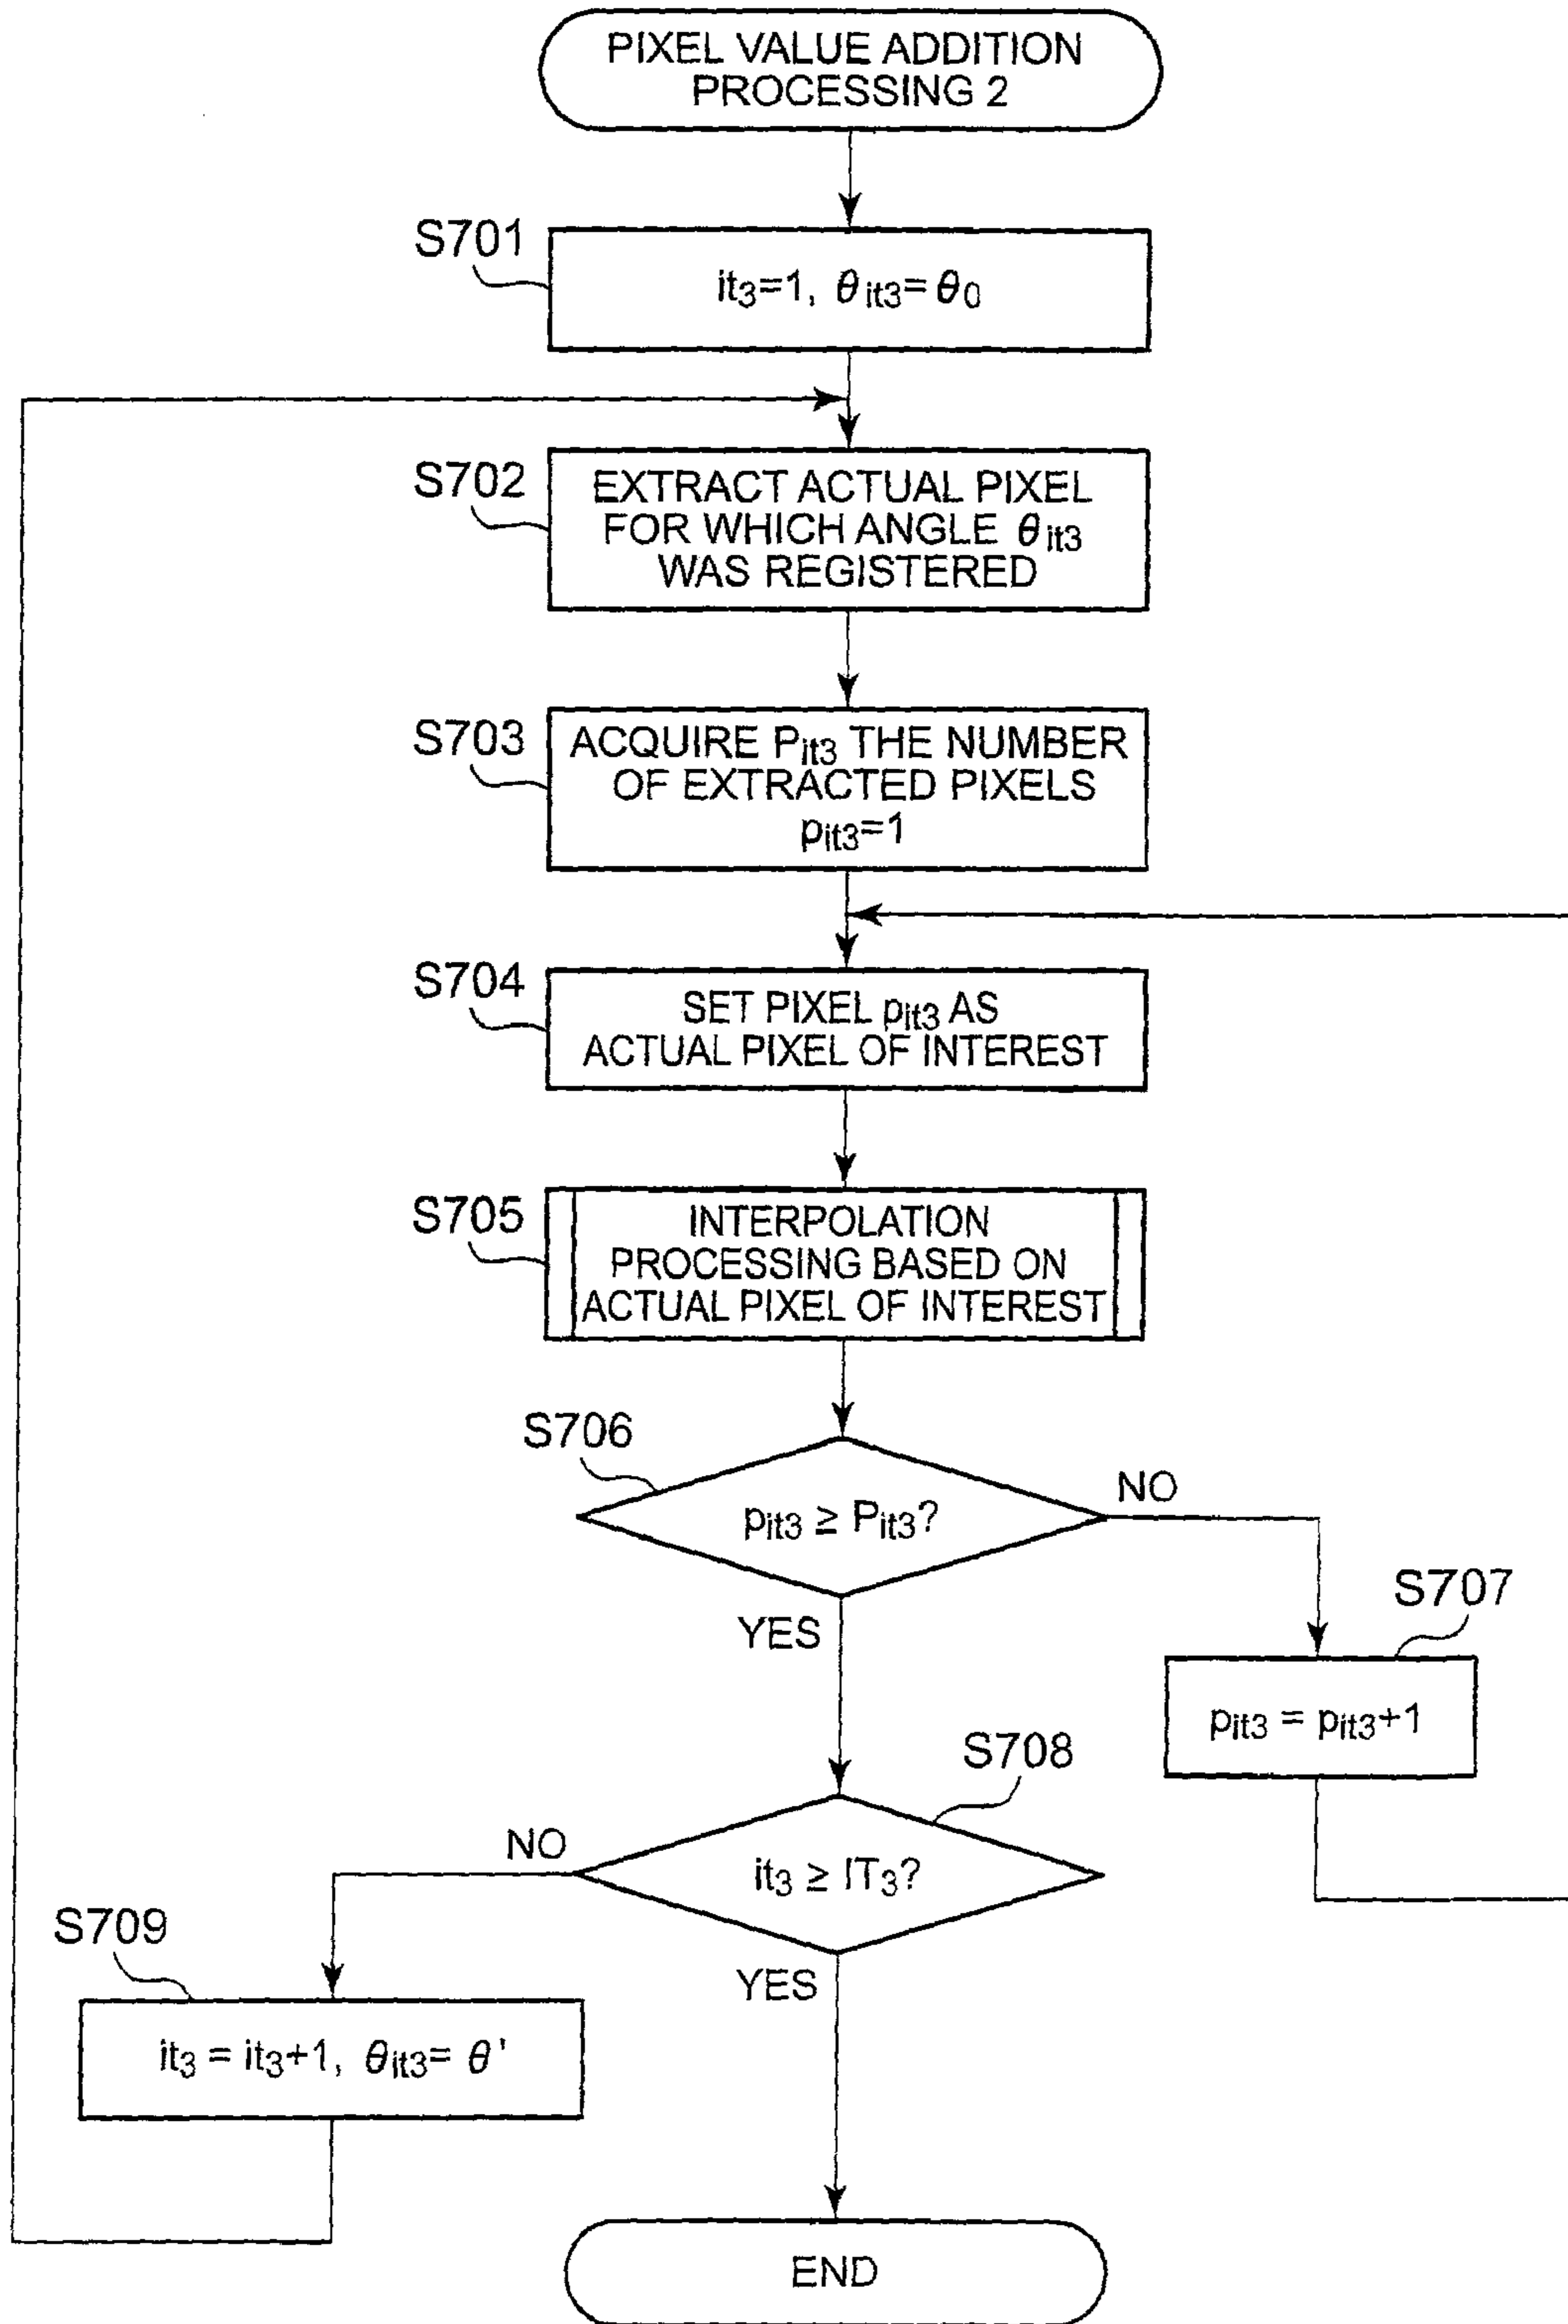 PIXEL VALUE ADDITION
PROCESSING 2
S701
it3=1, θit3=θ0
S702
EXTRACT ACTUAL PIXEL
FOR WHICH ANGLE θit3
WAS REGISTERED
S703
ACQUIRE Pit3 THE NUMBER
OF EXTRACTED PIXELS
pit3=1
S704
SET PIXEL pit3 AS
ACTUAL PIXEL OF INTEREST
S705
INTERPOLATION
PROCESSING BASED ON
ACTUAL PIXEL OF INTEREST
S706
pit3 ≥ Pit3?
NO
YES
S707
pit3 = pit3+1
S708
it3 ≥ IT3?
NO
YES
S709
it3 = it3+1, θit3= θ'
END